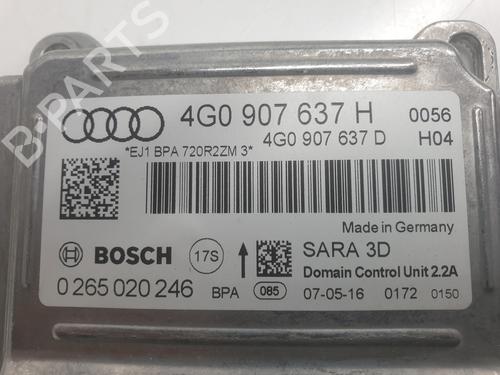 4G0 907 637 H 0056
4G0 907 637 D H04
*EJ1 BPA 720R2ZM 3*
Made in Germany
BOSCH 17S SARA 3D
Domain Control Unit 2.2A
0 265 020 246 BPA 085 07-05-16 0172 0150
B-PARTS